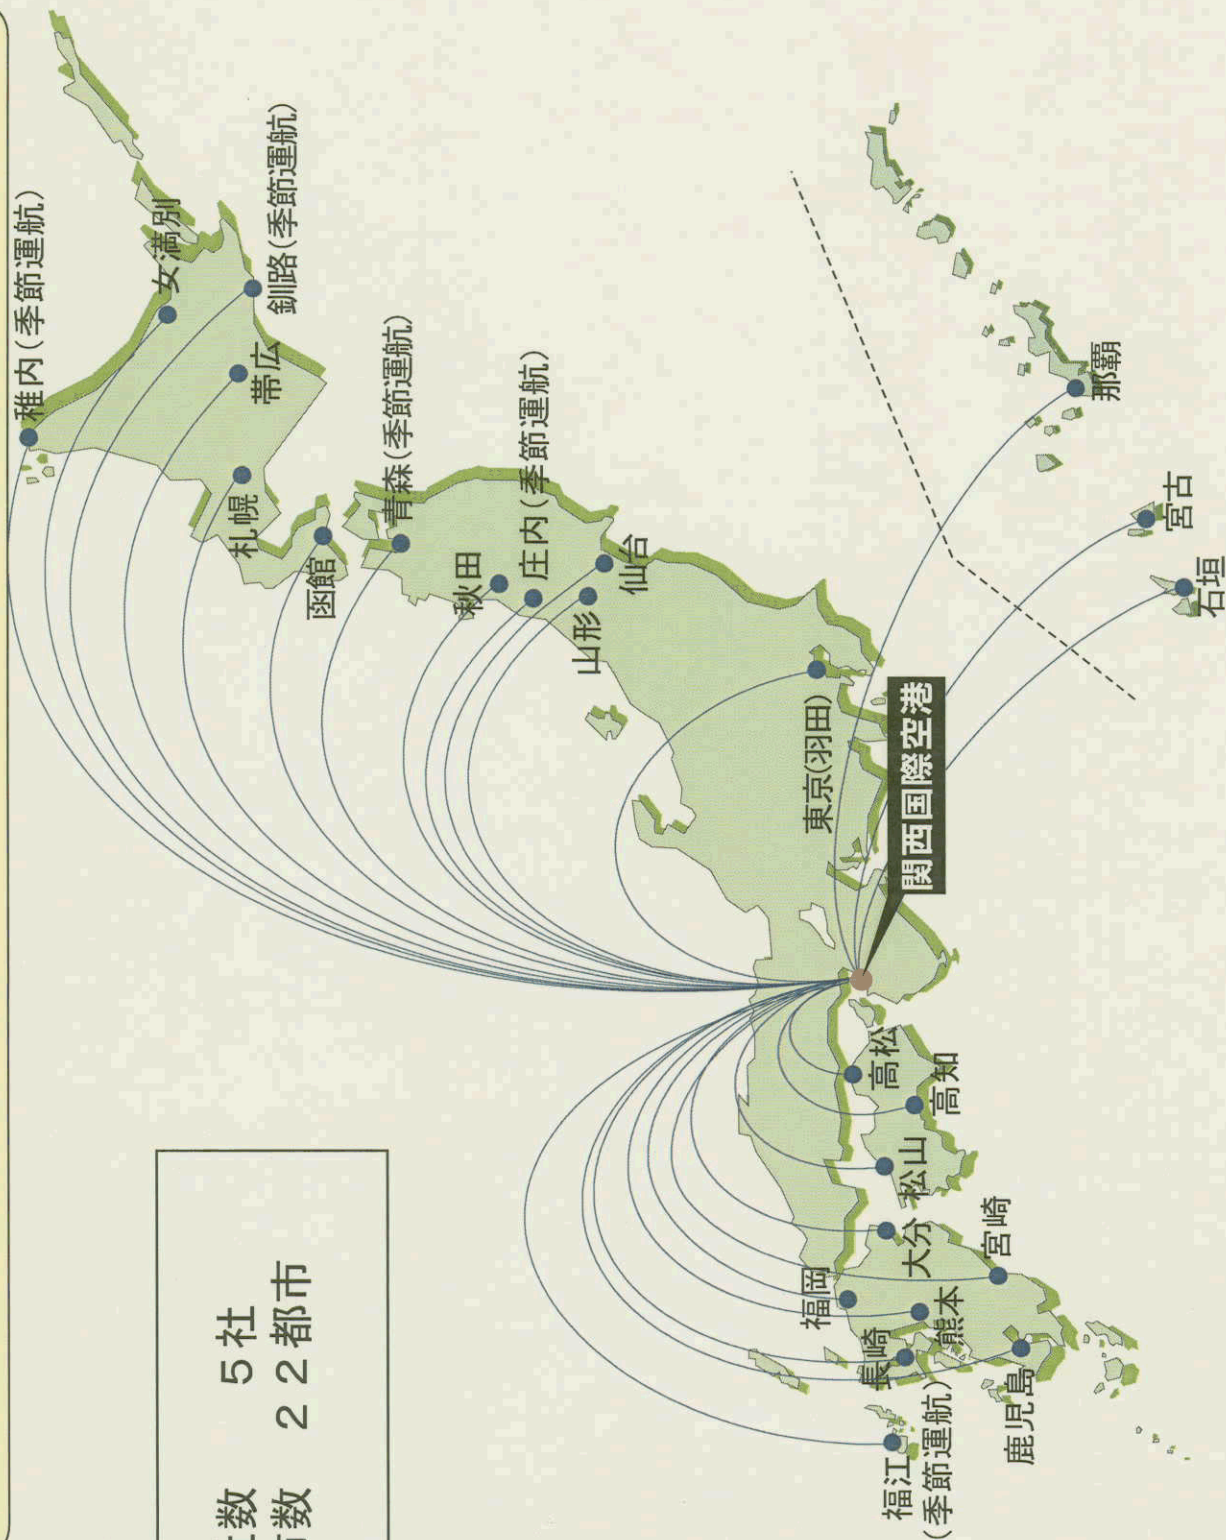 稚内(季節運航)
女満別
釧路(季節運航)
帯広
札幌
函館
青森(季節運航)
秋田
庄内(季節運航)
仙台
山形
東京(羽田)
関西国際空港
那覇
宮古
石垣
高松
高知
松山
大分
宮崎
福岡
熊本
長崎
鹿児島
福江
(季節運航)
数 5社
数 22都市